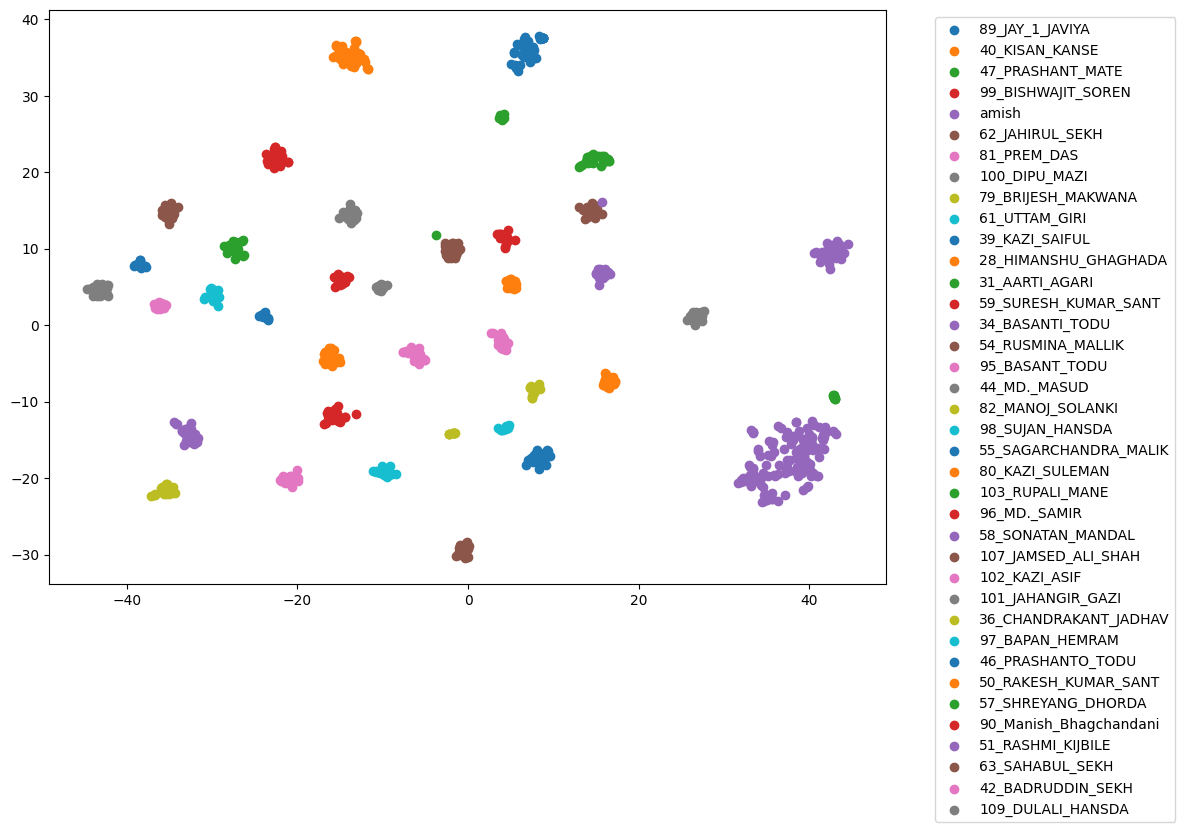 40
30
20
10
0
−10
−20
−30
−40
−20
0
20
40
89_JAY_1_JAVIYA
40_KISAN_KANSE
47_PRASHANT_MATE
99_BISHWAJIT_SOREN
amish
62_JAHIRUL_SEKH
81_PREM_DAS
100_DIPU_MAZI
79_BRIJESH_MAKWANA
61_UTTAM_GIRI
39_KAZI_SAIFUL
28_HIMANSHU_GHAGHADA
31_AARTI_AGARI
59_SURESH_KUMAR_SANT
34_BASANTI_TODU
54_RUSMINA_MALLIK
95_BASANT_TODU
44_MD._MASUD
82_MANOJ_SOLANKI
98_SUJAN_HANSDA
55_SAGARCHANDRA_MALIK
80_KAZI_SULEMAN
103_RUPALI_MANE
96_MD._SAMIR
58_SONATAN_MANDAL
107_JAMSED_ALI_SHAH
102_KAZI_ASIF
101_JAHANGIR_GAZI
36_CHANDRAKANT_JADHAV
97_BAPAN_HEMRAM
46_PRASHANTO_TODU
50_RAKESH_KUMAR_SANT
57_SHREYANG_DHORDA
90_Manish_Bhagchandani
51_RASHMI_KIJBILE
63_SAHABUL_SEKH
42_BADRUDDIN_SEKH
109_DULALI_HANSDA